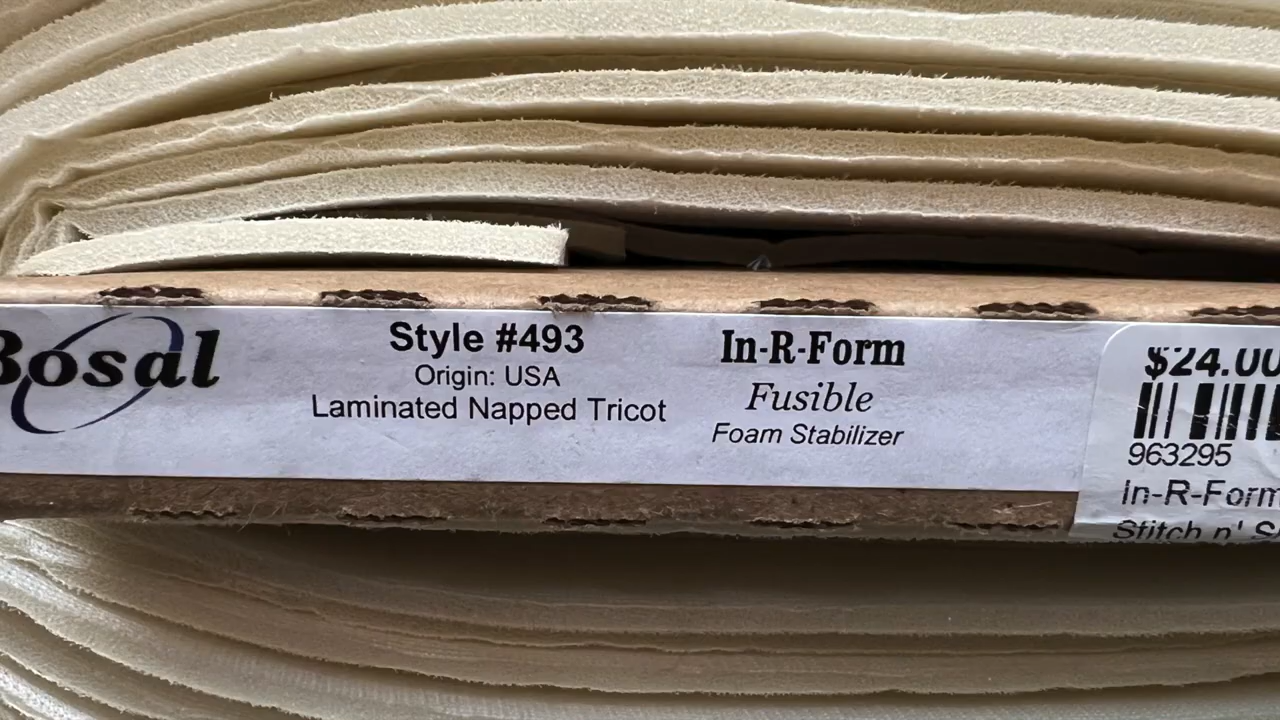 Bosal
Style #493
Origin: USA
Laminated Napped Tricot
In-R-Form
Fusible
Foam Stabilizer
$24.00
963295
In-R-Form
Stitch n'